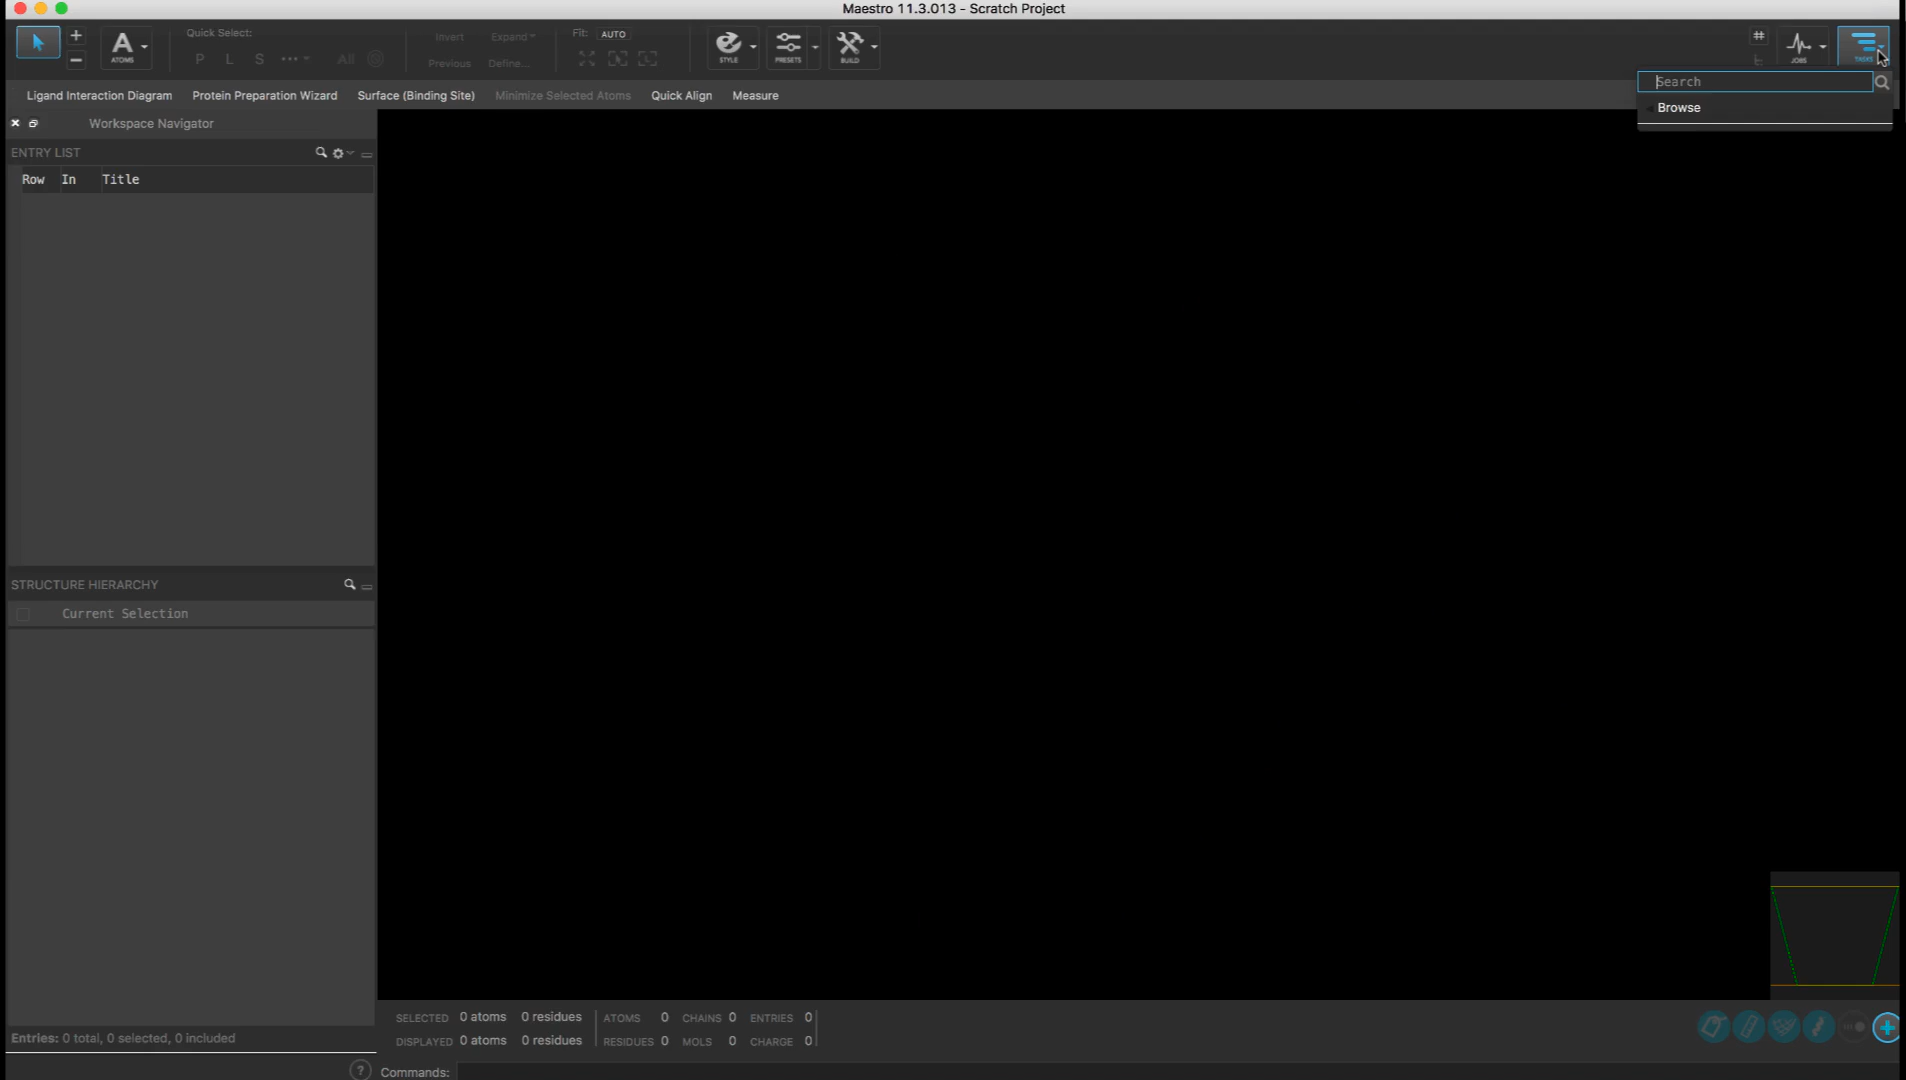 Maestro 11.3.013 - Scratch Project
Quick Select:
Invert
Expand
Fit:
AUTO
ATOMS
P L S ••• All
Previous
Define...
STYLE
PRESETS
BUILD
JOBS
TASKS
Search
Browse
Ligand Interaction Diagram
Protein Preparation Wizard
Surface (Binding Site)
Minimize Selected Atoms
Quick Align
Measure
Workspace Navigator
ENTRY LIST
Row In Title
STRUCTURE HIERARCHY
Current Selection
SELECTED 0 atoms 0 residues ATOMS 0 CHAINS 0 ENTRIES 0
DISPLAYED 0 atoms 0 residues RESIDUES 0 MOLS 0 CHARGE 0
Entries: 0 total, 0 selected, 0 included
? Commands: